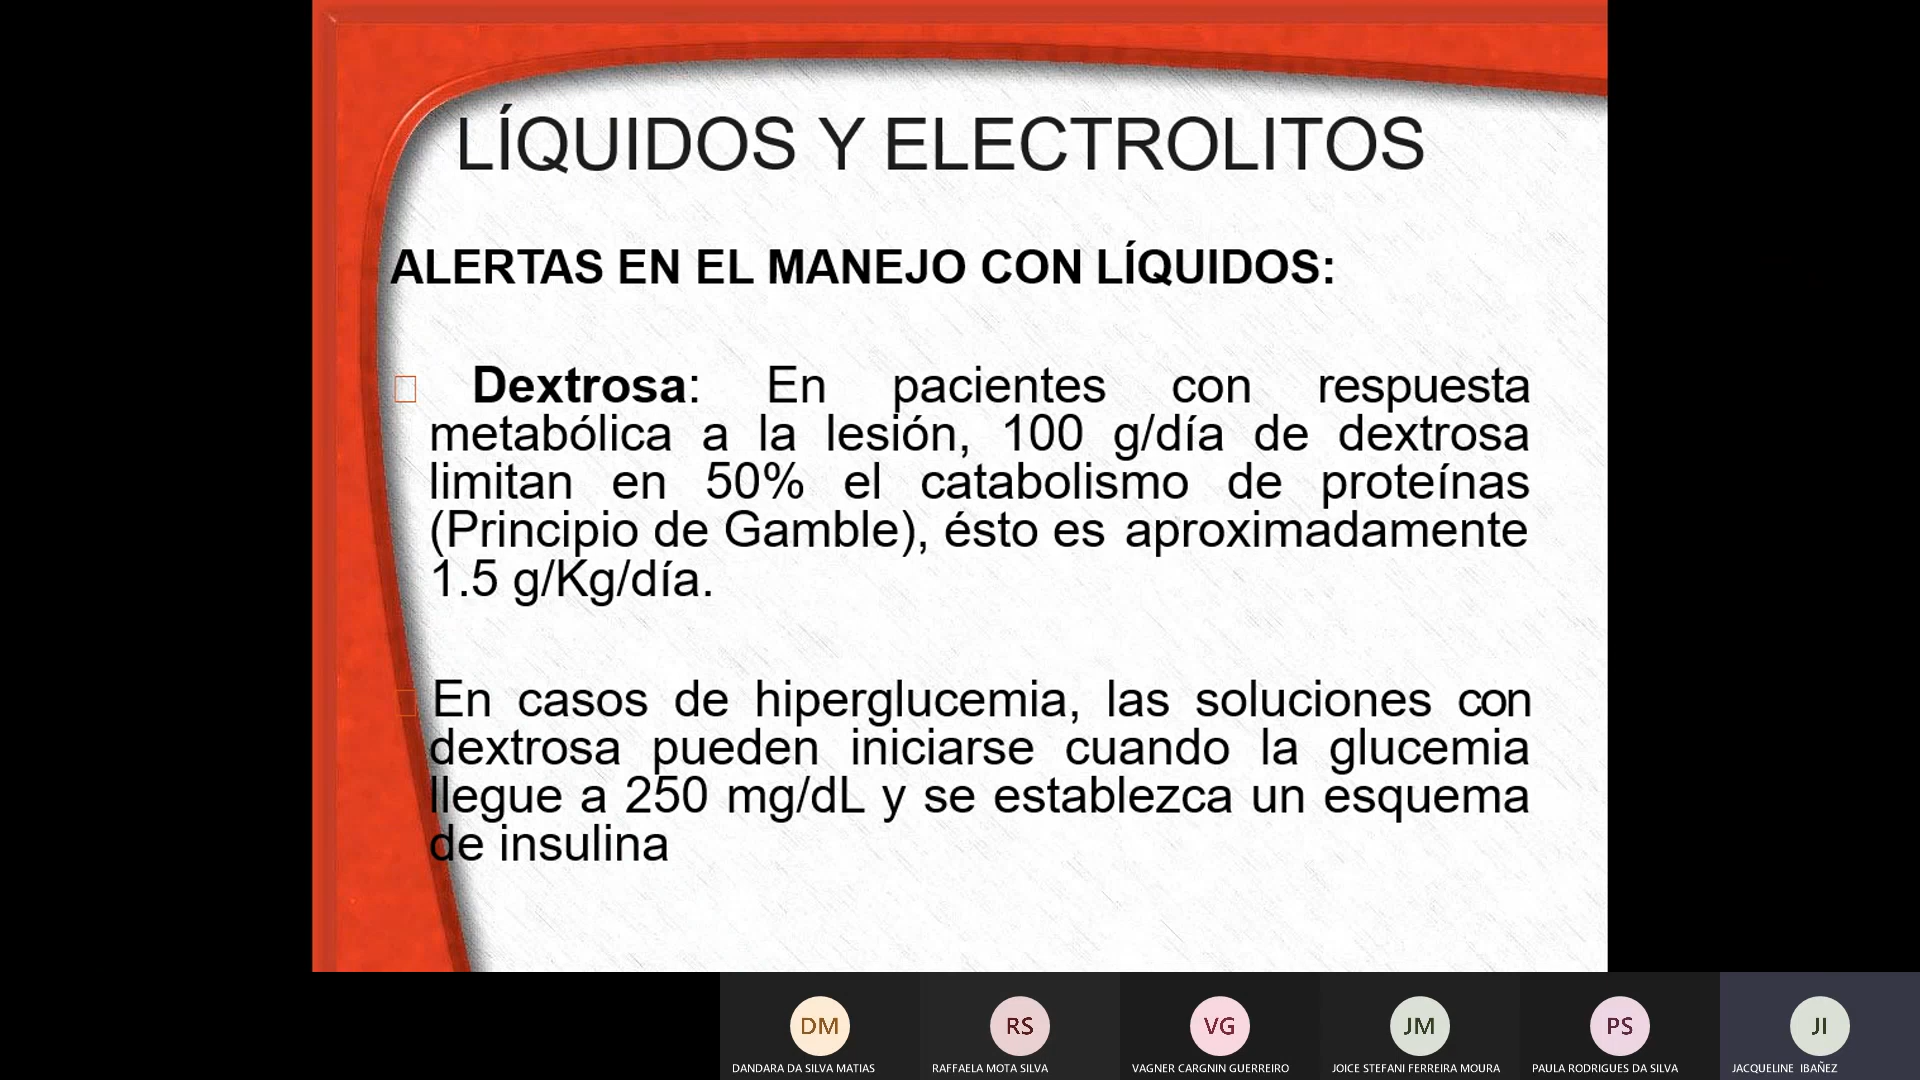 LÍQUIDOS Y ELECTROLITOS
ALERTAS EN EL MANEJO CON LÍQUIDOS:
Dextrosa: En pacientes con respuesta
metabólica a la lesión, 100 g/día de dextrosa
limitan en 50% el catabolismo de proteínas
(Principio de Gamble), ésto es aproximadamente
1.5 g/Kg/día.
En casos de hiperglucemia, las soluciones con
dextrosa pueden iniciarse cuando la glucemia
llegue a 250 mg/dL y se establezca un esquema
de insulina
DM RS VG JM PS JI
DANDARA DA SILVA MATIAS RAFFAELA MOTA SILVA VAGNER CARGNIN GUERREIRO JOICE STEFANI FERREIRA MOURA PAULA RODRIGUES DA SILVA JACQUELINE IBAÑEZ